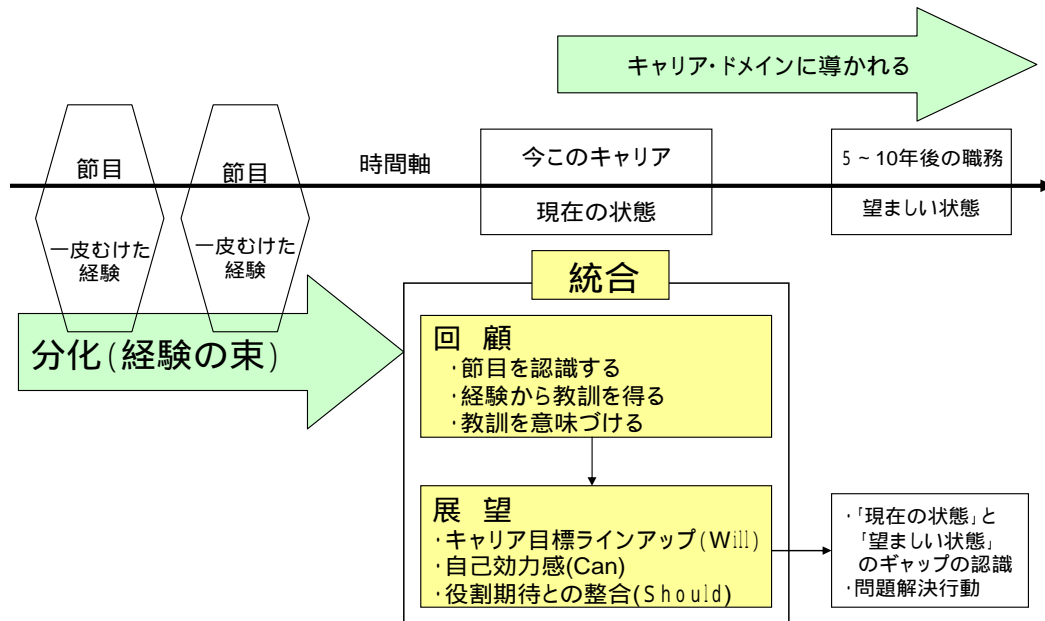 キャリア・ドメインに導かれる
節目
節目
時間軸
今このキャリア
5~10年後の職務
現在の状態
望ましい状態
一皮むけた
経験
一皮むけた
経験
統合
分化(経験の束)
回 顧
・節目を認識する
・経験から教訓を得る
・教訓を意味づける
展 望
・キャリア目標ラインアップ(Will)
・自己効力感(Can)
・役割期待との整合(Should)
・「現在の状態」と
「望ましい状態」
のギャップの認識
・問題解決行動